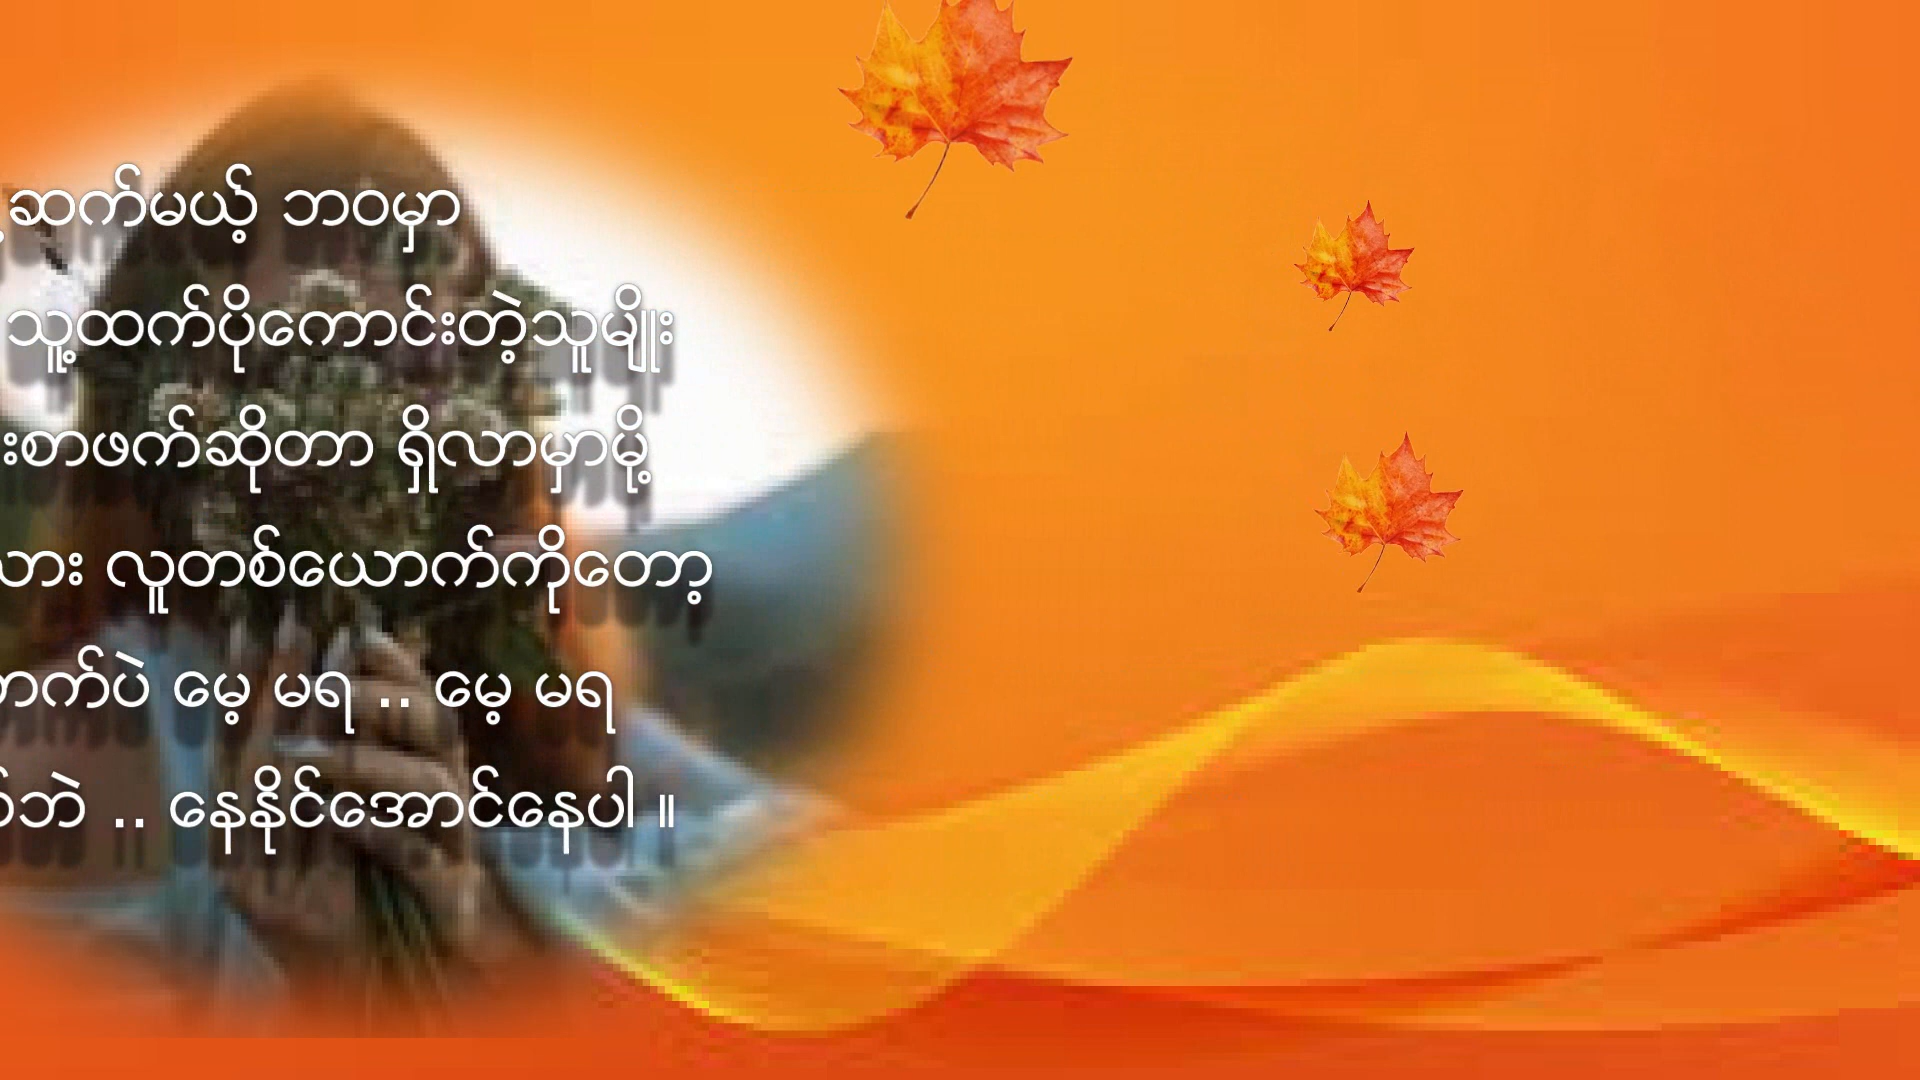 ဆက်မယ့် ဘဝမှာ
သူ့ထက်ပိုကောင်းတဲ့သူမျိုး
စာဖက်ဆိုတာ ရှိလာမှာမို့
လူတစ်ယောက်ကိုတော့
မေ့ မရ .. မေ့ မရ
ဘဲ .. နေနိုင်အောင်နေပါ ။